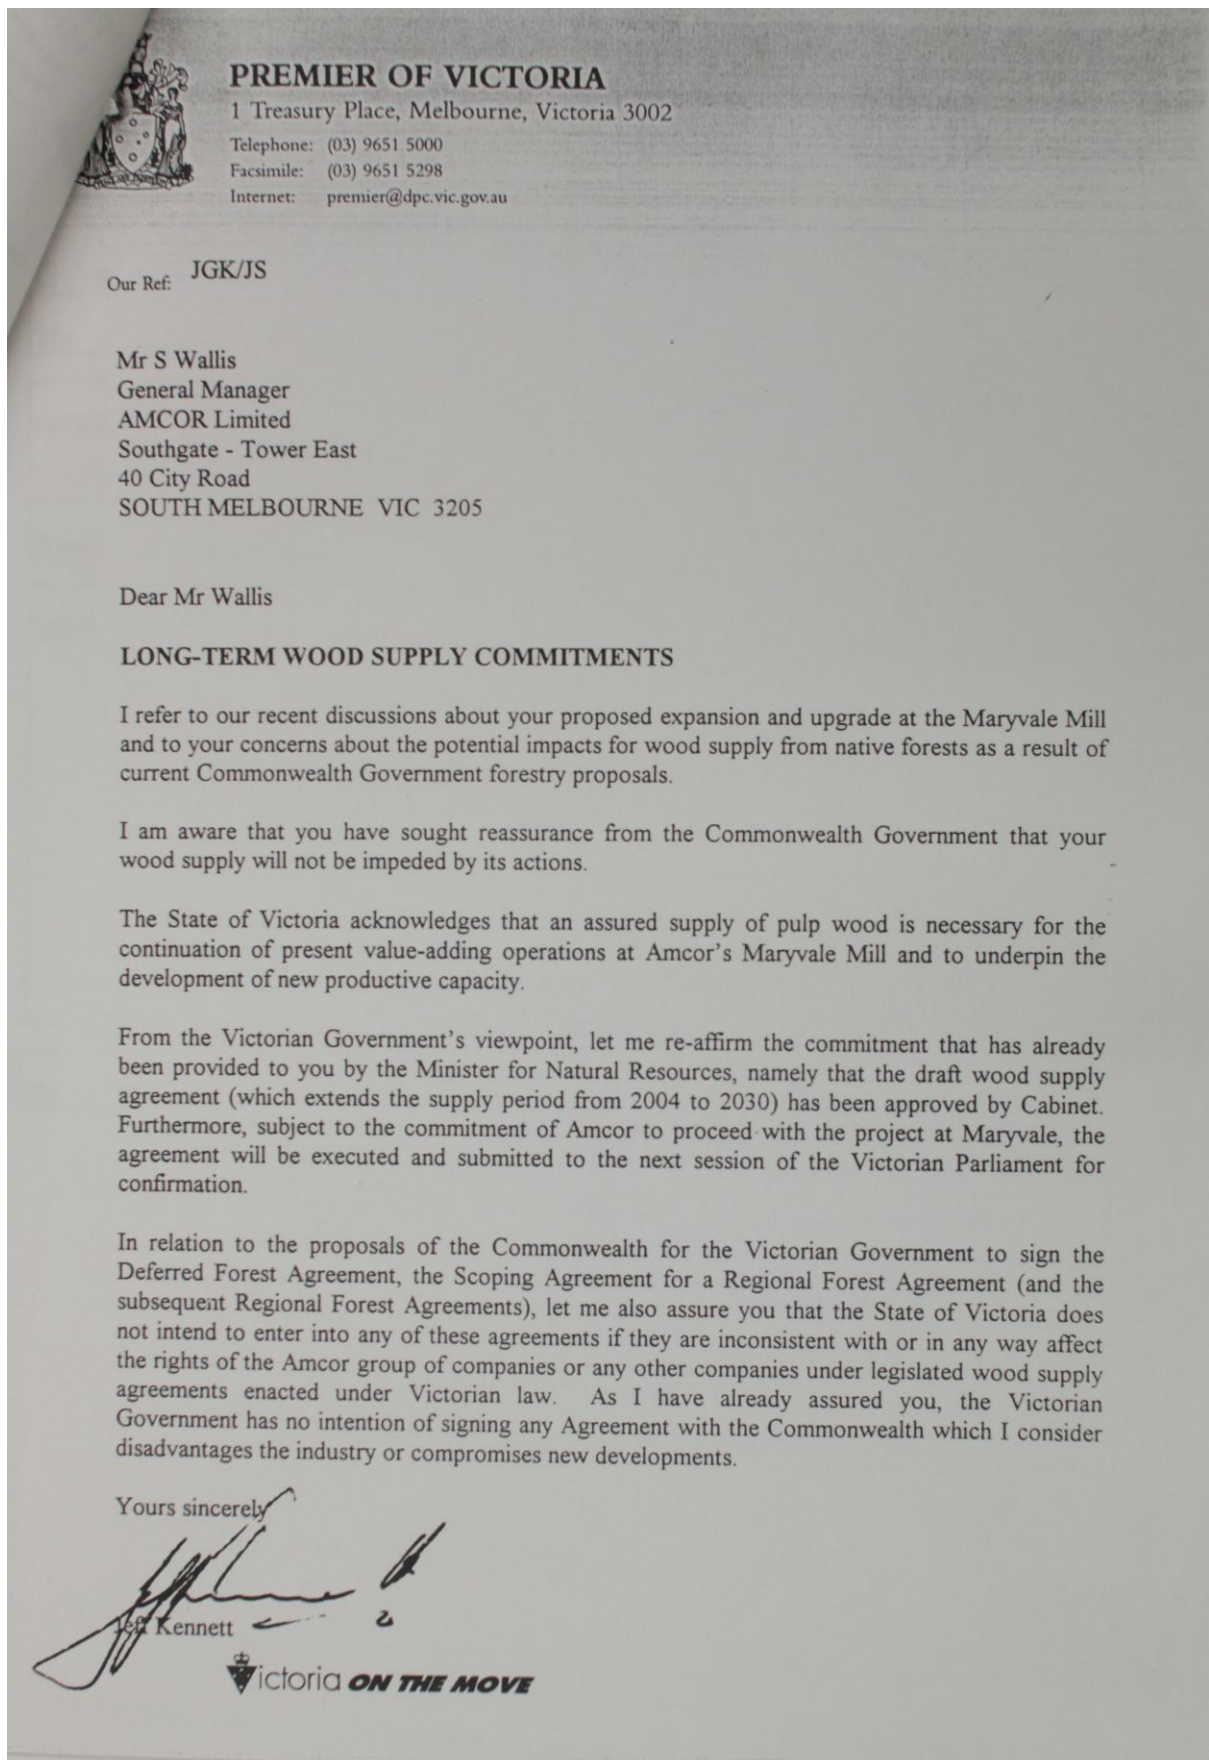 PREMIER OF VICTORIA
1 Treasury Place, Melbourne, Victoria 3002
Telephone: (03) 9651 5000
Facsimile: (03) 9651 5298
Internet: premier@dpc.vic.gov.au
Our Ref: JGK/JS
Mr S Wallis
General Manager
AMCOR Limited
Southgate - Tower East
40 City Road
SOUTH MELBOURNE VIC 3205
Dear Mr Wallis
LONG-TERM WOOD SUPPLY COMMITMENTS
I refer to our recent discussions about your proposed expansion and upgrade at the Maryvale Mill
and to your concerns about the potential impacts for wood supply from native forests as a result of
current Commonwealth Government forestry proposals.
I am aware that you have sought reassurance from the Commonwealth Government that your
wood supply will not be impeded by its actions.
The State of Victoria acknowledges that an assured supply of pulp wood is necessary for the
continuation of present value-adding operations at Amcor's Maryvale Mill and to underpin the
development of new productive capacity.
From the Victorian Government's viewpoint, let me re-affirm the commitment that has already
been provided to you by the Minister for Natural Resources, namely that the draft wood supply
agreement (which extends the supply period from 2004 to 2030) has been approved by Cabinet.
Furthermore, subject to the commitment of Amcor to proceed with the project at Maryvale, the
agreement will be executed and submitted to the next session of the Victorian Parliament for
confirmation.
In relation to the proposals of the Commonwealth for the Victorian Government to sign the
Deferred Forest Agreement, the Scoping Agreement for a Regional Forest Agreement (and the
subsequent Regional Forest Agreements), let me also assure you that the State of Victoria does
not intend to enter into any of these agreements if they are inconsistent with or in any way affect
the rights of the Amcor group of companies or any other companies under legislated wood supply
agreements enacted under Victorian law. As I have already assured you, the Victorian
Government has no intention of signing any Agreement with the Commonwealth which I consider
disadvantages the industry or compromises new developments.
Yours sincerely
Jeff Kennett
Victoria ON THE MOVE